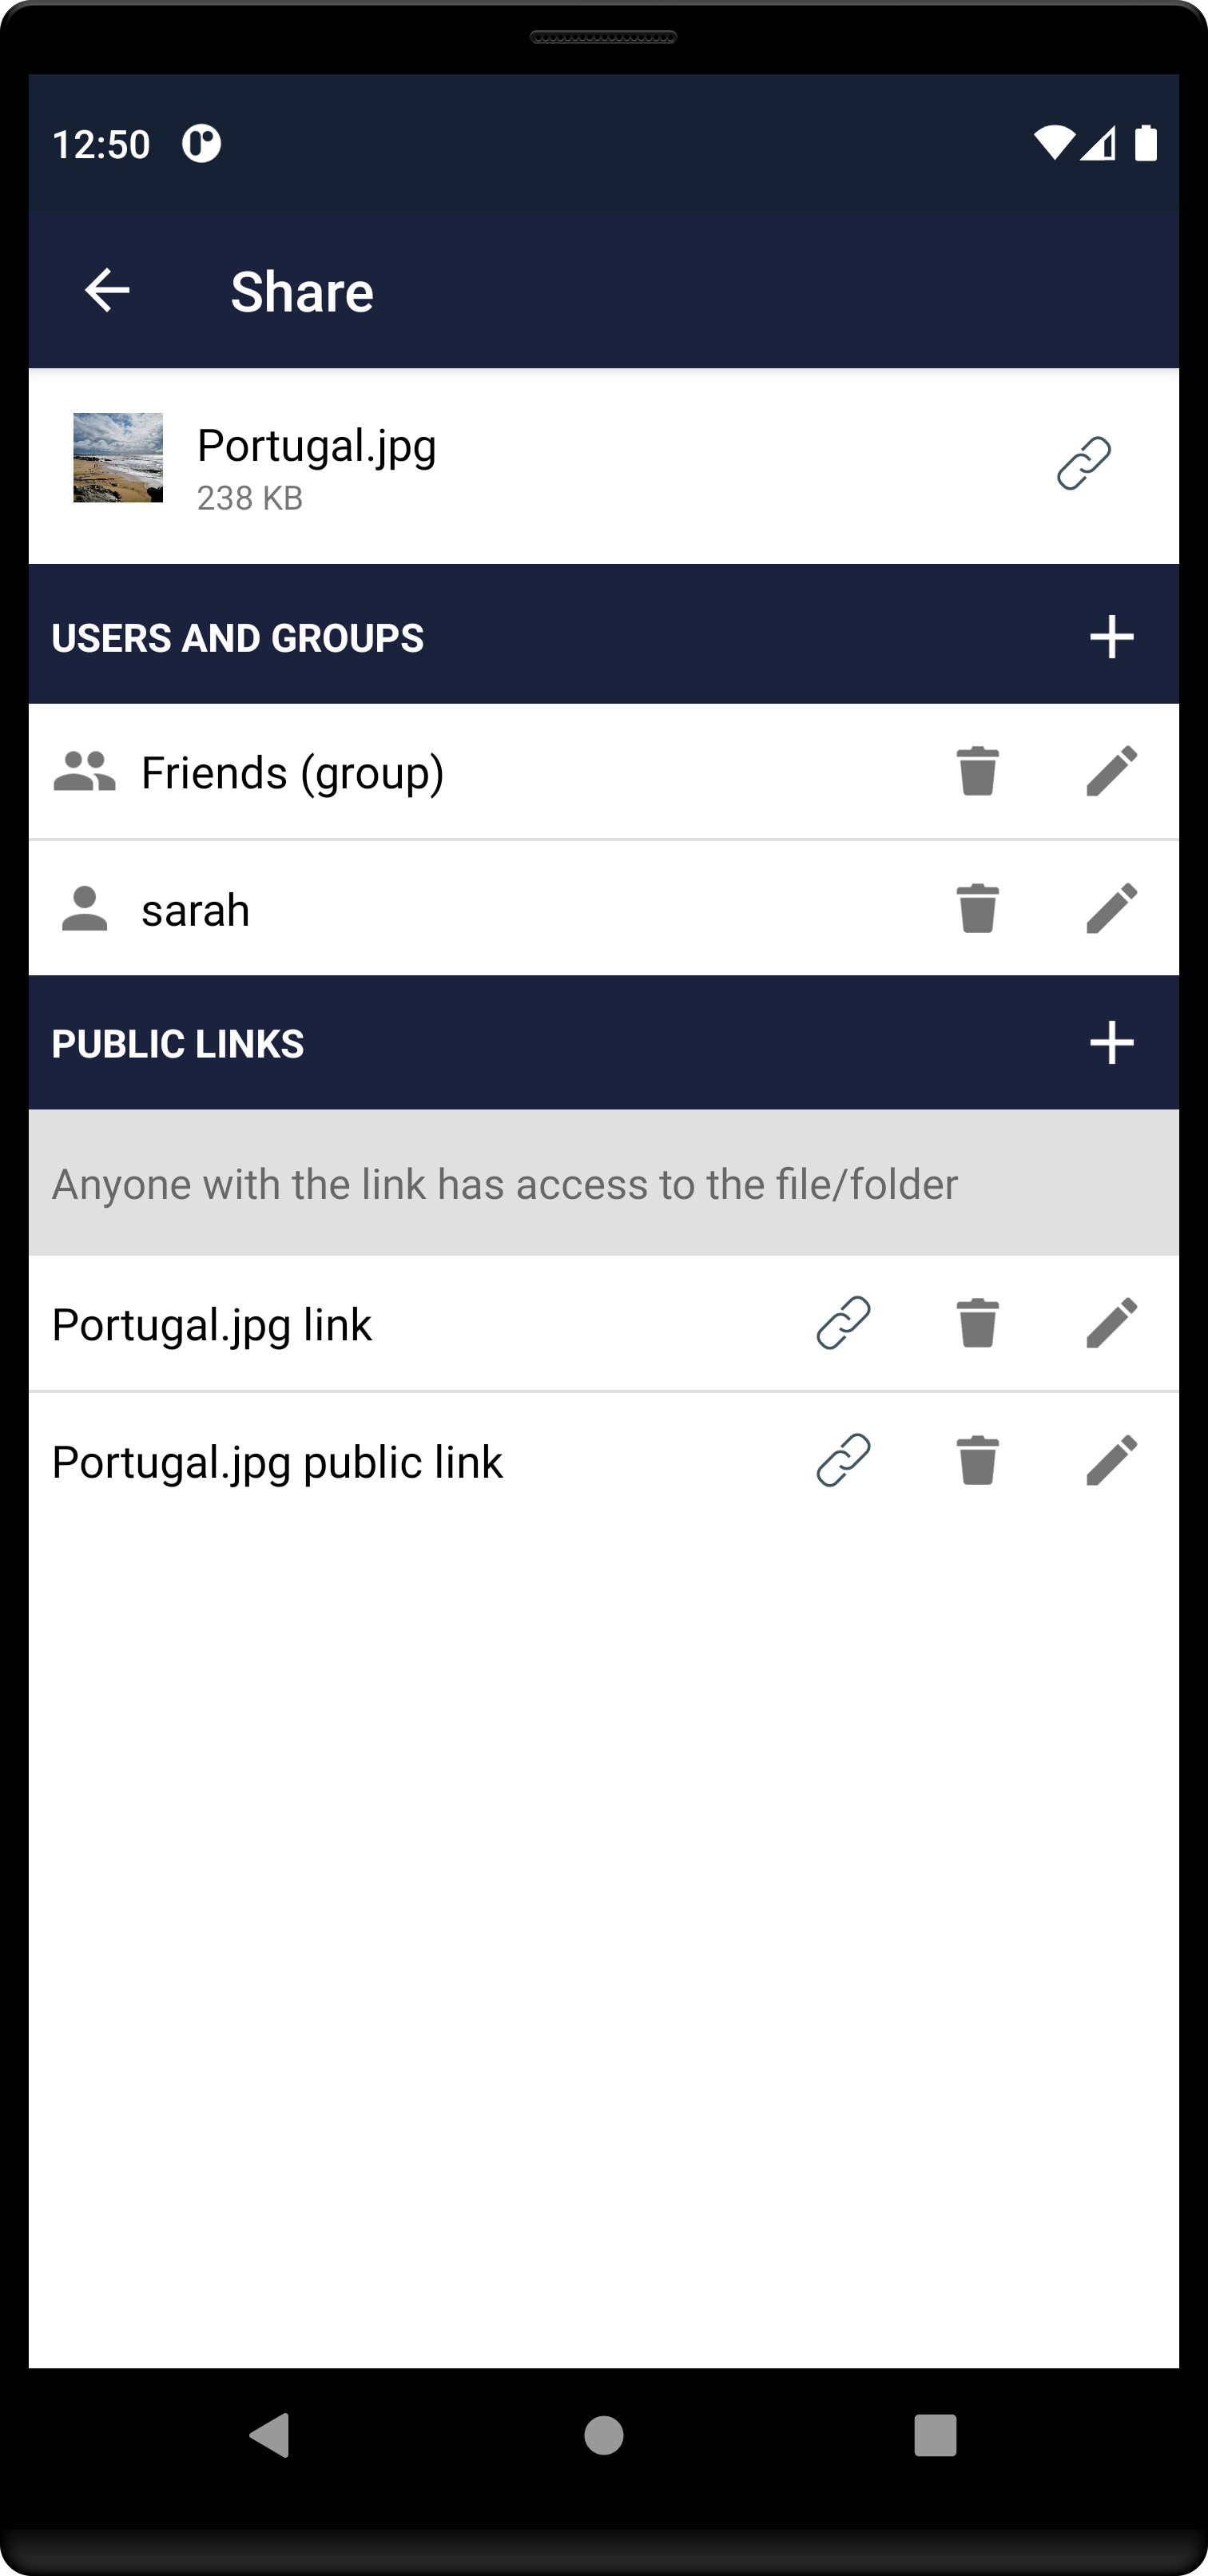 12:50
Share
Portugal.jpg
238 KB
USERS AND GROUPS
Friends (group)
sarah
PUBLIC LINKS
Anyone with the link has access to the file/folder
Portugal.jpg link
Portugal.jpg public link